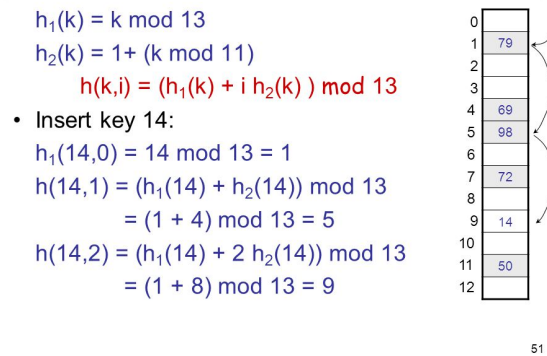 h₁(k) = k mod 13
h₂(k) = 1+ (k mod 11)
h(k,i) = (h₁(k) + i h₂(k) ) mod 13
• Insert key 14:
h₁(14,0) = 14 mod 13 = 1
h(14,1) = (h₁(14) + h₂(14)) mod 13
= (1 + 4) mod 13 = 5
h(14,2) = (h₁(14) + 2 h₂(14)) mod 13
= (1 + 8) mod 13 = 9
0
1 79
2
3
4 69
5 98
6
7 72
8
9 14
10
11 50
12
51